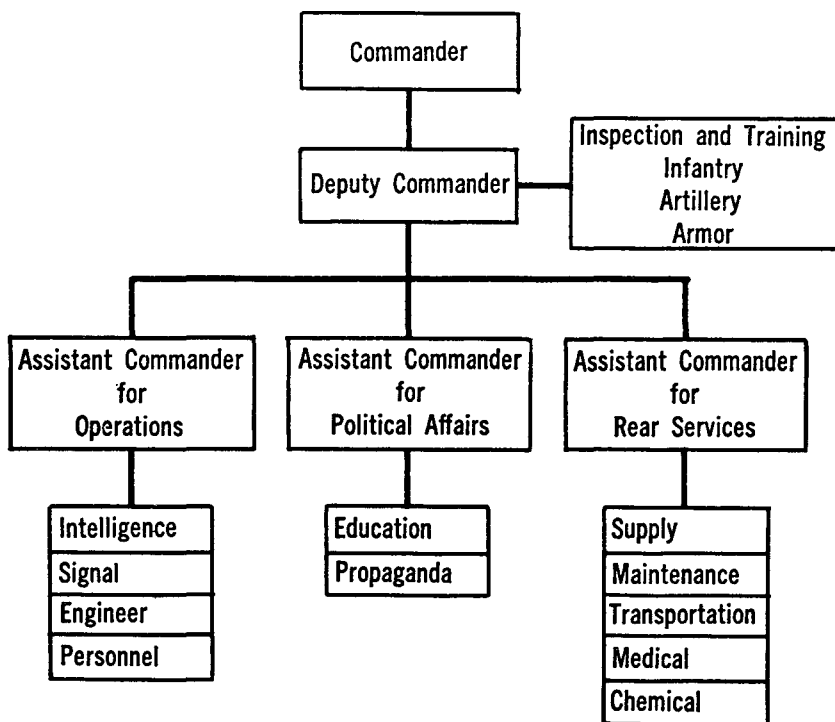 Commander
Deputy Commander
Inspection and Training
Infantry
Artillery
Armor
Assistant Commander
for
Operations
Assistant Commander
for
Political Affairs
Assistant Commander
for
Rear Services
Intelligence
Signal
Engineer
Personnel
Education
Propaganda
Supply
Maintenance
Transportation
Medical
Chemical